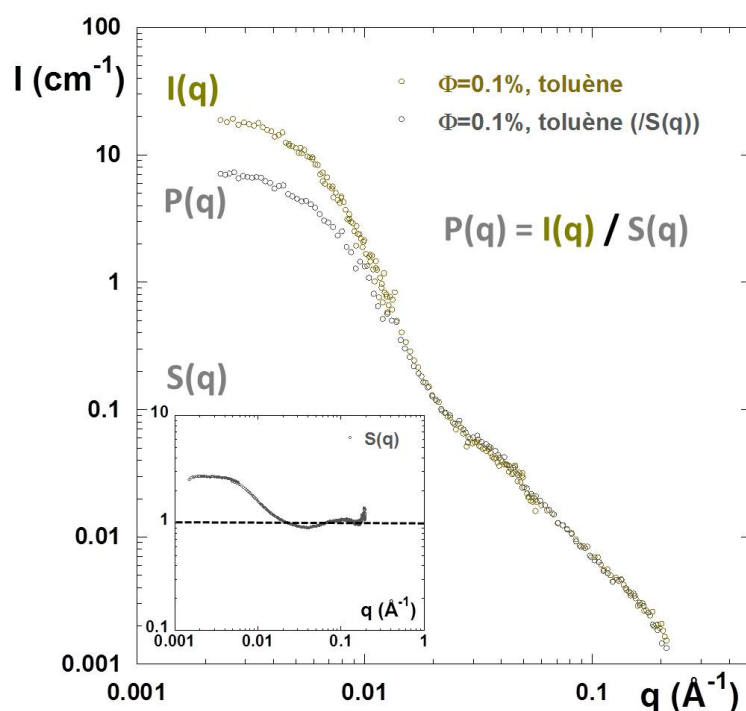 100
I (cm⁻¹)
I(q)
Φ=0.1%, toluène
Φ=0.1%, toluène (/S(q))
10
P(q)
P(q) = I(q) / S(q)
1
S(q)
0.1
10
S(q)
1
0.01
q (Å⁻¹)
0.1
0.001
0.01
0.1
1
0.001
0.001
0.01
0.1
q (Å⁻¹)